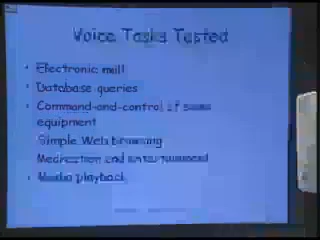 Voice Tasks Tested
• Electronic mail
• Database queries
• Command-and-control of some
equipment
Simple Web browsing
and entertainment
• Media playback